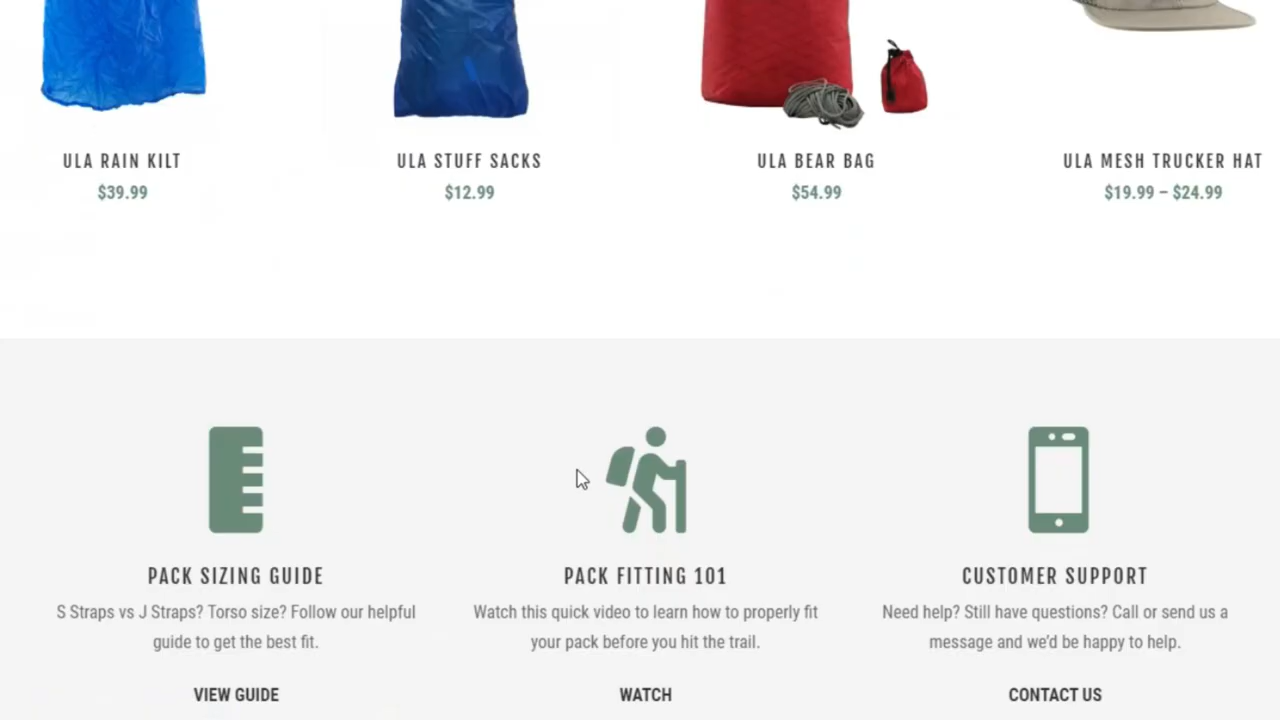 ULA RAIN KILT
$39.99
ULA STUFF SACKS
$12.99
ULA BEAR BAG
$54.99
ULA MESH TRUCKER HAT
$19.99 – $24.99
PACK SIZING GUIDE
S Straps vs J Straps? Torso size? Follow our helpful
guide to get the best fit.
VIEW GUIDE
PACK FITTING 101
Watch this quick video to learn how to properly fit
your pack before you hit the trail.
WATCH
CUSTOMER SUPPORT
Need help? Still have questions? Call or send us a
message and we’d be happy to help.
CONTACT US